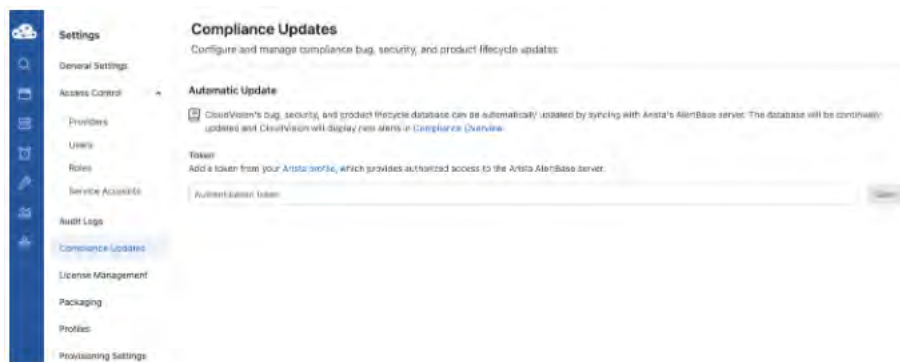 Settings
General Settings
Access Control
Providers
Users
Roles
Service Accounts
Audit Logs
Compliance Updates
License Management
Packaging
Profiles
Provisioning Settings
Compliance Updates
Configure and manage compliance bug, security, and product lifecycle updates
Automatic Update
CloudVision's bug, security, and product lifecycle database can be automatically updated by syncing with Arista's AlertBase server. The database will be continually
updated and CloudVision will display new alerts in Compliance Overview.
Token
Add a token from your Arista profile, which provides authorized access to the Arista AlertBase server.
Authentication token